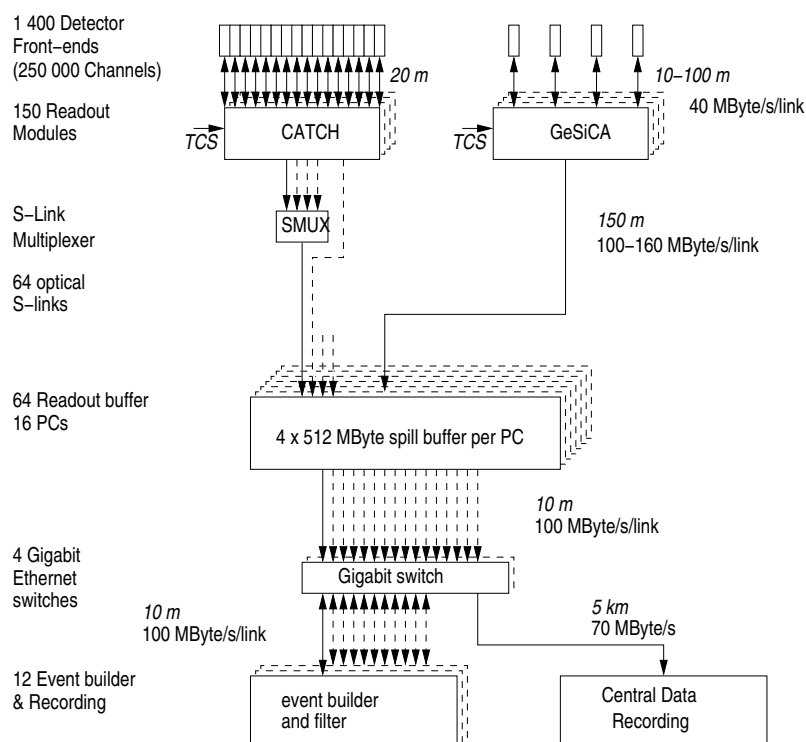 1 400 Detector
Front−ends
(250 000 Channels)
20 m
10−100 m
40 MByte/s/link
150 Readout
Modules
TCS
CATCH
TCS
GeSiCA
S−Link
Multiplexer
SMUX
150 m
100−160 MByte/s/link
64 optical
S−links
64 Readout buffer
16 PCs
4 x 512 MByte spill buffer per PC
10 m
100 MByte/s/link
4 Gigabit
Ethernet
switches
Gigabit switch
10 m
100 MByte/s/link
5 km
70 MByte/s
12 Event builder
& Recording
event builder
and filter
Central Data
Recording